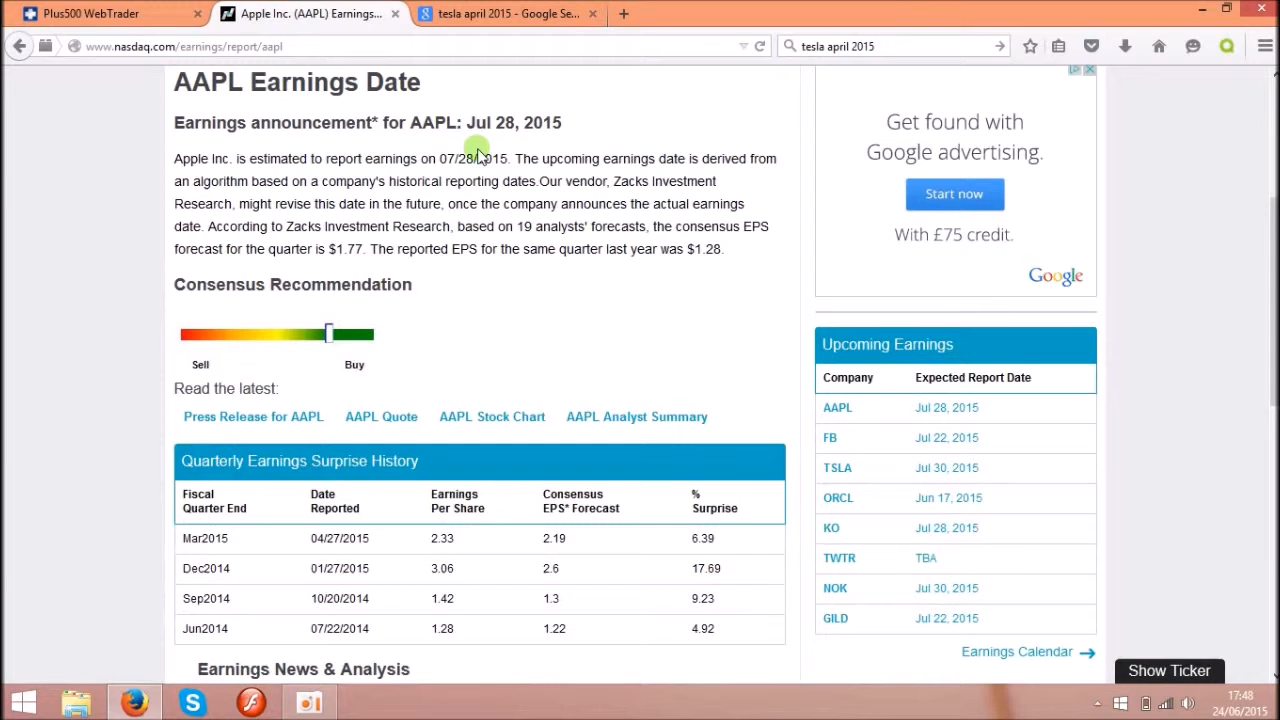 Plus500 WebTrader
Apple Inc. (AAPL) Earnings...
tesla april 2015 - Google Se...
www.nasdaq.com/earnings/report/aapl
tesla april 2015
AAPL Earnings Date
Earnings announcement* for AAPL: Jul 28, 2015
Apple Inc. is estimated to report earnings on 07/28/2015. The upcoming earnings date is derived from
an algorithm based on a company's historical reporting dates.Our vendor, Zacks Investment
Research, might revise this date in the future, once the company announces the actual earnings
date. According to Zacks Investment Research, based on 19 analysts' forecasts, the consensus EPS
forecast for the quarter is $1.77. The reported EPS for the same quarter last year was $1.28.
Consensus Recommendation
Sell Buy
Read the latest:
Press Release for AAPL AAPL Quote AAPL Stock Chart AAPL Analyst Summary
Quarterly Earnings Surprise History
Fiscal Quarter End Date Reported Earnings Per Share Consensus EPS* Forecast % Surprise
Mar2015 04/27/2015 2.33 2.19 6.39
Dec2014 01/27/2015 3.06 2.6 17.69
Sep2014 10/20/2014 1.42 1.3 9.23
Jun2014 07/22/2014 1.28 1.22 4.92
Earnings News & Analysis
Get found with
Google advertising.
Start now
With £75 credit.
Google
Upcoming Earnings
Company Expected Report Date
AAPL Jul 28, 2015
FB Jul 22, 2015
TSLA Jul 30, 2015
ORCL Jun 17, 2015
KO Jul 28, 2015
TWTR TBA
NOK Jul 30, 2015
GILD Jul 22, 2015
Earnings Calendar
Show Ticker
17:48
24/06/2015